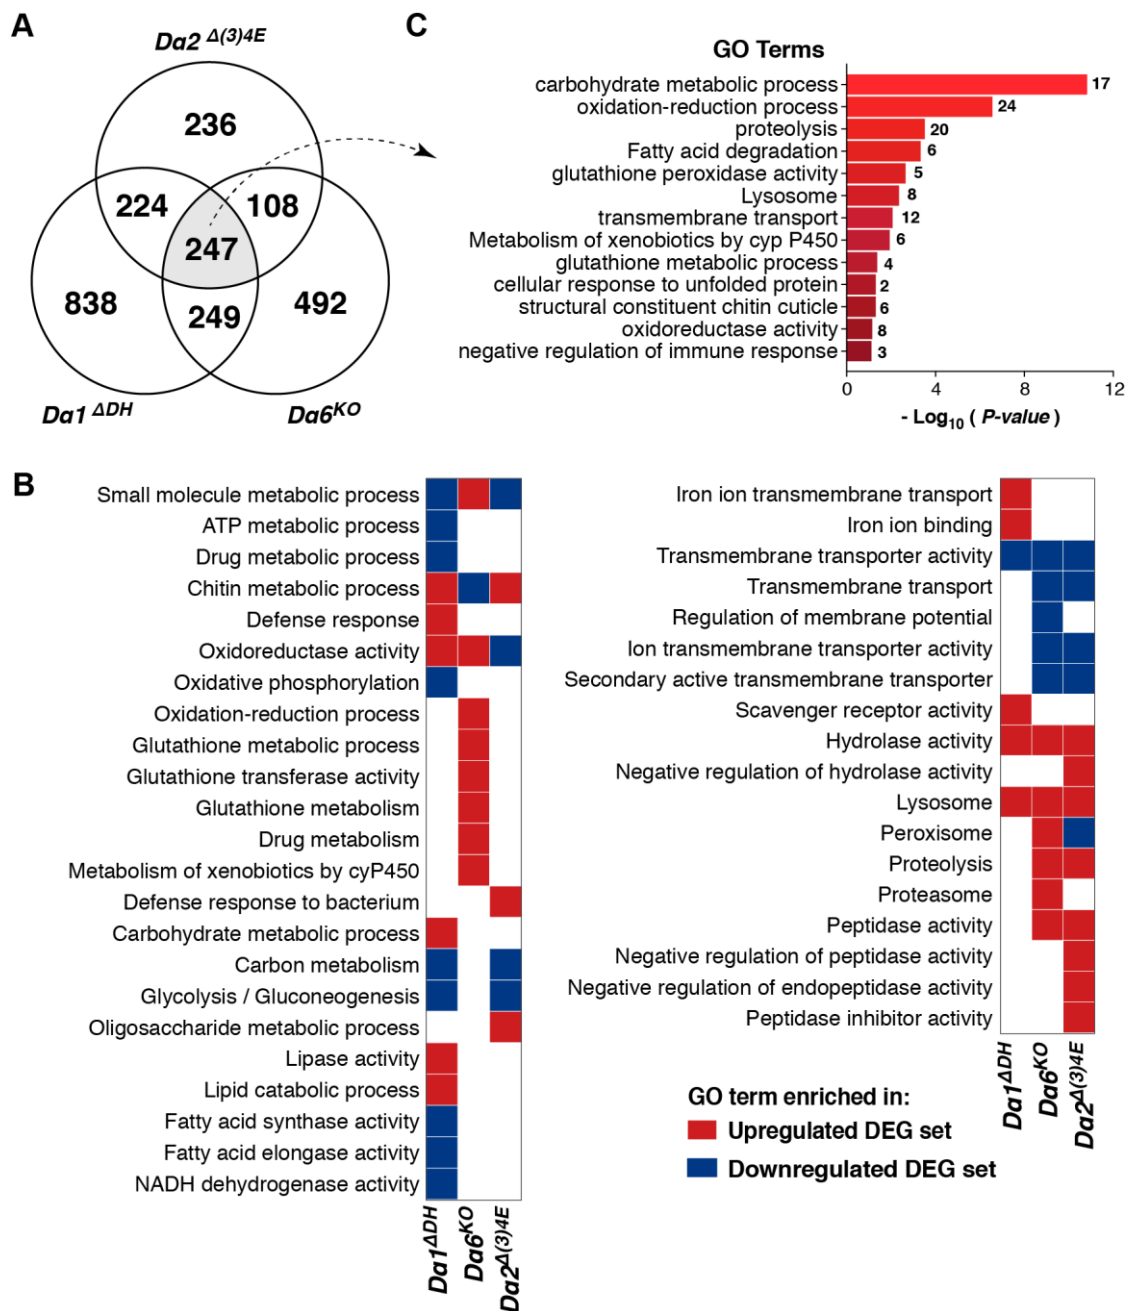 A
Da2 Δ(3)4E
236
224
108
247
838
249
492
Da1 ΔDH
Da6KO
C
GO Terms
carbohydrate metabolic process 17
oxidation-reduction process 24
proteolysis 20
Fatty acid degradation 6
glutathione peroxidase activity 5
Lysosome 8
transmembrane transport 12
Metabolism of xenobiotics by cyp P450 6
glutathione metabolic process 4
cellular response to unfolded protein 2
structural constituent chitin cuticle 6
oxidoreductase activity 8
negative regulation of immune response 3
0 4 8 12
- Log10 ( P-value )
B
Small molecule metabolic process
ATP metabolic process
Drug metabolic process
Chitin metabolic process
Defense response
Oxidoreductase activity
Oxidative phosphorylation
Oxidation-reduction process
Glutathione metabolic process
Glutathione transferase activity
Glutathione metabolism
Drug metabolism
Metabolism of xenobiotics by cyP450
Defense response to bacterium
Carbohydrate metabolic process
Carbon metabolism
Glycolysis / Gluconeogenesis
Oligosaccharide metabolic process
Lipase activity
Lipid catabolic process
Fatty acid synthase activity
Fatty acid elongase activity
NADH dehydrogenase activity
Da1ΔDH
Da6KO
Da2Δ(3)4E
Iron ion transmembrane transport
Iron ion binding
Transmembrane transporter activity
Transmembrane transport
Regulation of membrane potential
Ion transmembrane transporter activity
Secondary active transmembrane transporter
Scavenger receptor activity
Hydrolase activity
Negative regulation of hydrolase activity
Lysosome
Peroxisome
Proteolysis
Proteasome
Peptidase activity
Negative regulation of peptidase activity
Negative regulation of endopeptidase activity
Peptidase inhibitor activity
Da1ΔDH
Da6KO
Da2Δ(3)4E
GO term enriched in:
Upregulated DEG set
Downregulated DEG set